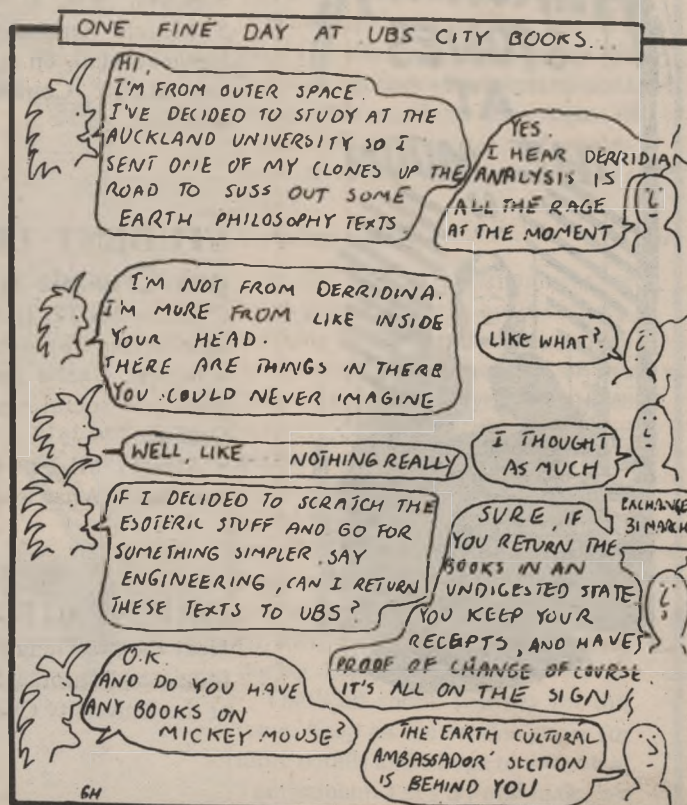 ONE FINE DAY AT UBS CITY BOOKS...
HI,
I'M FROM OUTER SPACE.
I'VE DECIDED TO STUDY AT THE
AUCKLAND UNIVERSITY SO I
SENT ONE OF MY CLONES UP THE
ROAD TO SUSS OUT SOME
EARTH PHILOSOPHY TEXTS.
YES.
I HEAR DERRIDIAN
ANALYSIS IS
ALL THE RAGE
AT THE MOMENT
I'M NOT FROM DERRIDINA.
I'M MORE FROM LIKE INSIDE
YOUR HEAD.
THERE ARE THINGS IN THERE
YOU COULD NEVER IMAGINE
LIKE WHAT?
WELL, LIKE NOTHING REALLY
I THOUGHT
AS MUCH
IF I DECIDED TO SCRATCH THE
ESOTERIC STUFF AND GO FOR
SOMETHING SIMPLER, SAY
ENGINEERING, CAN I RETURN
THESE TEXTS TO UBS?
EXCHANGE
31 MARCH
SURE, IF
YOU RETURN THE
BOOKS IN AN
UNDIGESTED STATE
YOU KEEP YOUR
RECEIPTS, AND HAVE
PROOF OF CHANGE OF COURSE.
IT'S ALL ON THE SIGN
O.K.
AND DO YOU HAVE
ANY BOOKS ON
MICKEY MOUSE?
THE 'EARTH CULTURAL
AMBASSADOR' SECTION
IS BEHIND YOU
GH